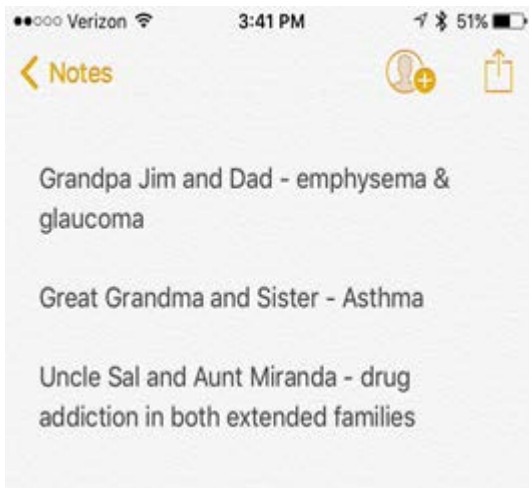 Verizon 3:41 PM 51%
Notes
Grandpa Jim and Dad - emphysema &
glaucoma
Great Grandma and Sister - Asthma
Uncle Sal and Aunt Miranda - drug
addiction in both extended families